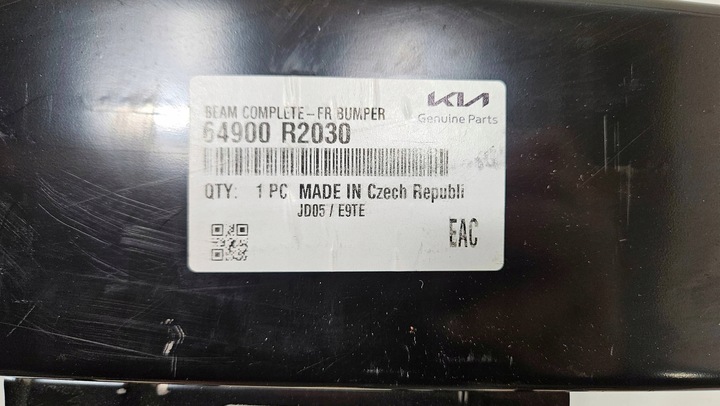 KIA
Genuine Parts
BEAM COMPLETE-FR BUMPER
64900 R2030
QTY: 1 PC MADE IN Czech Republi
JD05 / E9TE
EAC